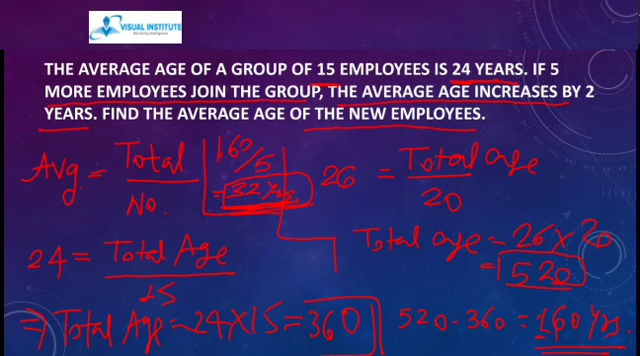 VISUAL INSTITUTE
THE AVERAGE AGE OF A GROUP OF 15 EMPLOYEES IS 24 YEARS. IF 5
MORE EMPLOYEES JOIN THE GROUP, THE AVERAGE AGE INCREASES BY 2
YEARS. FIND THE AVERAGE AGE OF THE NEW EMPLOYEES.
Avg = Total / No.
160/5
= 32 Yrs.
26 = Total age / 20
24 = Total Age / 15
Total age = 26 × 20
= 520
⇒ Total Age = 24 × 15 = 360
520 - 360 = 160 Yrs.